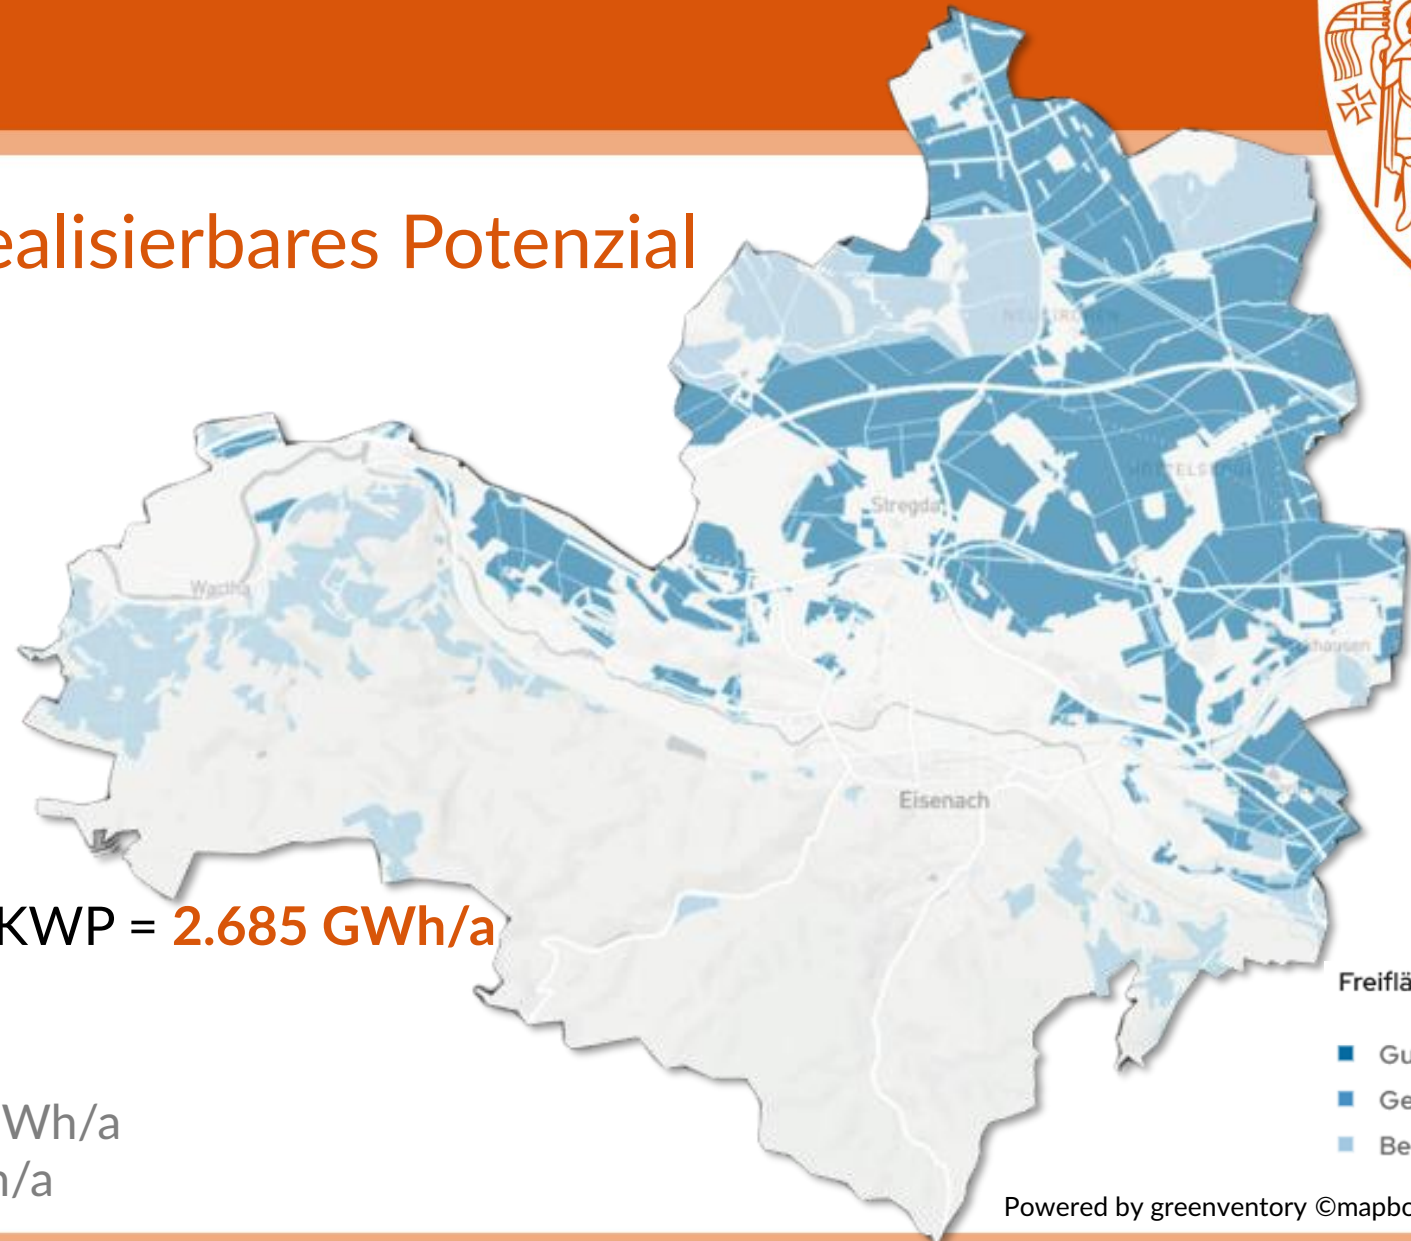 ealisierbares Potenzial
NEUKIRCHEN
HÖTZELSRODA
Stregda
Wartha
Eisenach
KWP = 2.685 GWh/a
Freiflä
Gu
Ge
Be
Wh/a
h/a
Powered by greenventory ©mapbo